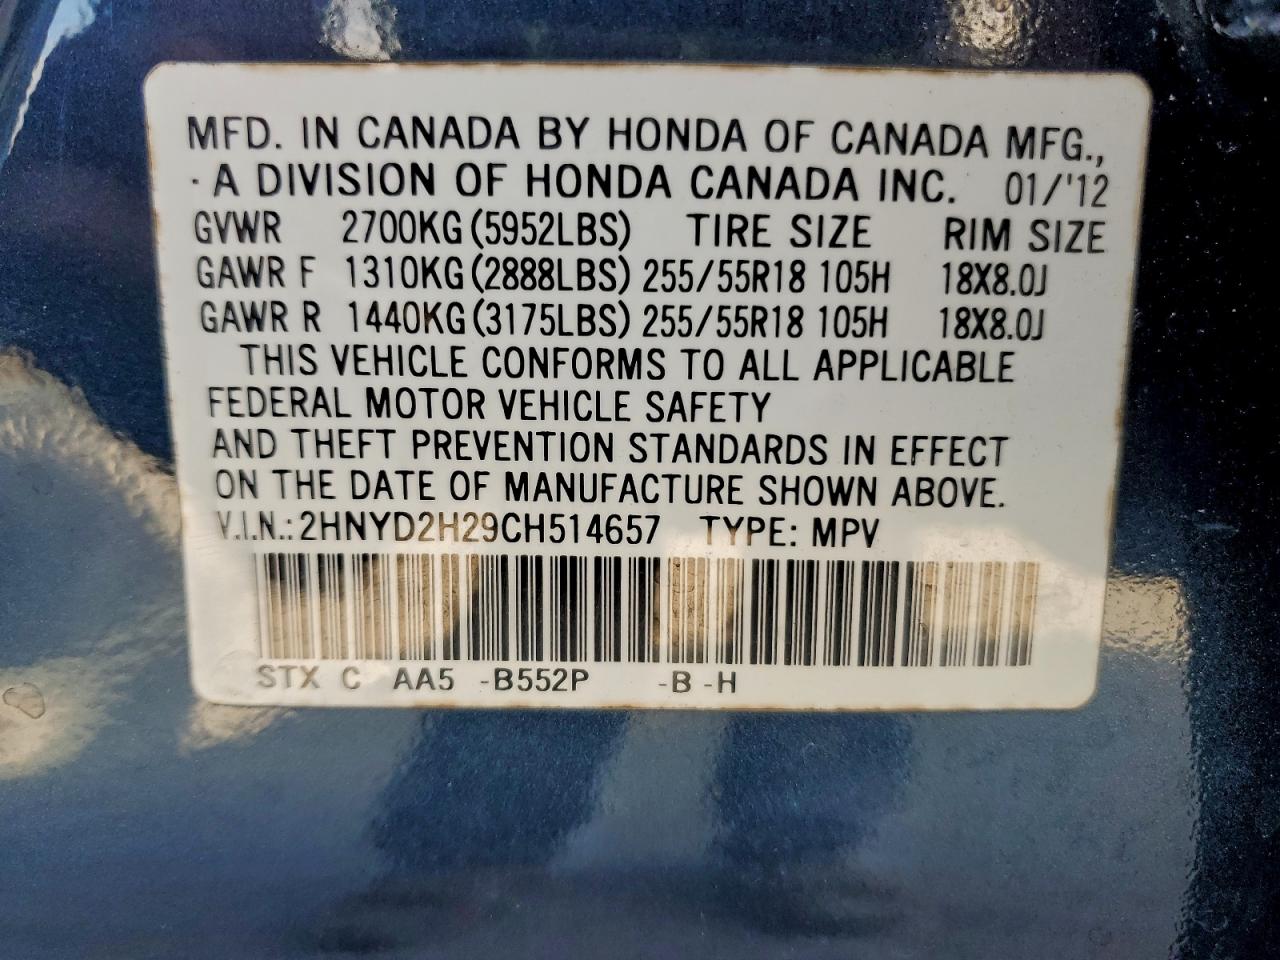 MFD. IN CANADA BY HONDA OF CANADA MFG.,
· A DIVISION OF HONDA CANADA INC. 01/'12
GVWR 2700KG (5952LBS) TIRE SIZE RIM SIZE
GAWR F 1310KG (2888LBS) 255/55R18 105H 18X8.0J
GAWR R 1440KG (3175LBS) 255/55R18 105H 18X8.0J
THIS VEHICLE CONFORMS TO ALL APPLICABLE
FEDERAL MOTOR VEHICLE SAFETY
AND THEFT PREVENTION STANDARDS IN EFFECT
ON THE DATE OF MANUFACTURE SHOWN ABOVE.
V.I.N.: 2HNYD2H29CH514657 TYPE: MPV
STX C AA5 -B552P -B -H